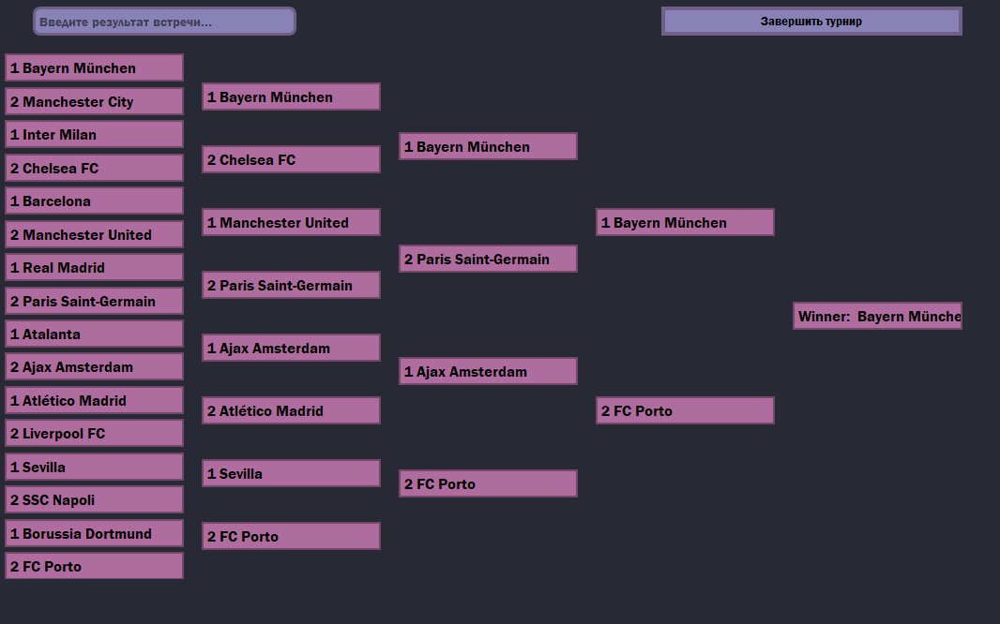 Введите результат встречи...
Завершить турнир
1 Bayern München
2 Manchester City
1 Inter Milan
2 Chelsea FC
1 Barcelona
2 Manchester United
1 Real Madrid
2 Paris Saint-Germain
1 Atalanta
2 Ajax Amsterdam
1 Atlético Madrid
2 Liverpool FC
1 Sevilla
2 SSC Napoli
1 Borussia Dortmund
2 FC Porto
1 Bayern München
2 Chelsea FC
1 Manchester United
2 Paris Saint-Germain
1 Ajax Amsterdam
2 Atlético Madrid
1 Sevilla
2 FC Porto
1 Bayern München
2 Paris Saint-Germain
1 Ajax Amsterdam
2 FC Porto
1 Bayern München
2 FC Porto
Winner: Bayern Münche